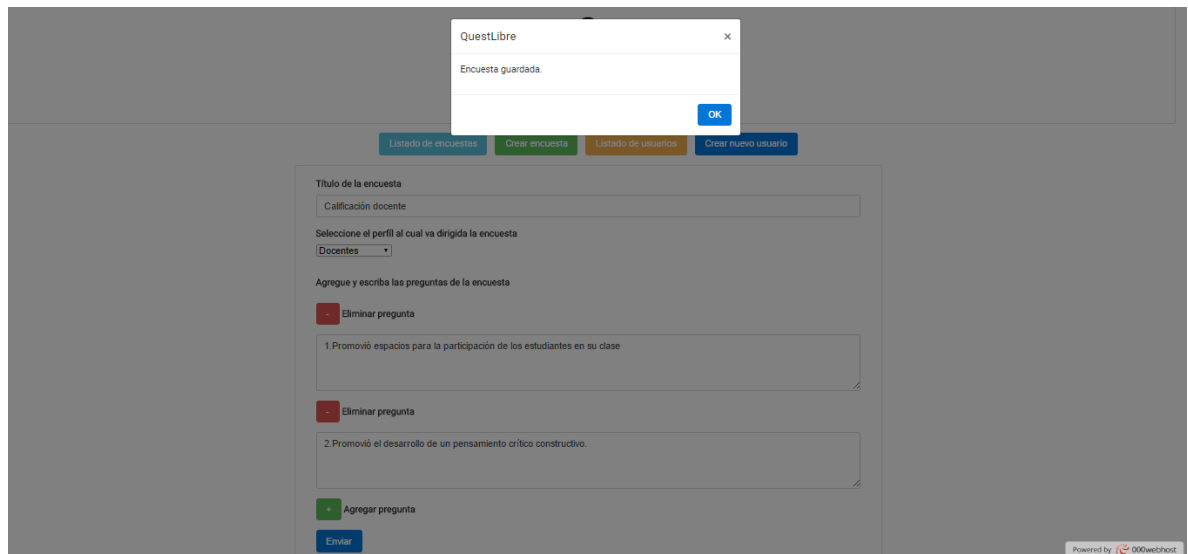 QuestLibre ×
Encuesta guardada.
OK
Listado de encuestas Crear encuesta Listado de usuarios Crear nuevo usuario
Título de la encuesta
Calificación docente
Seleccione el perfíl al cual va dirigida la encuesta
Docentes
Agregue y escriba las preguntas de la encuesta
- Eliminar pregunta
1.Promovió espacios para la participación de los estudiantes en su clase
- Eliminar pregunta
2.Promovió el desarrollo de un pensamiento crítico constructivo.
+ Agregar pregunta
Enviar
Powered by 000webhost